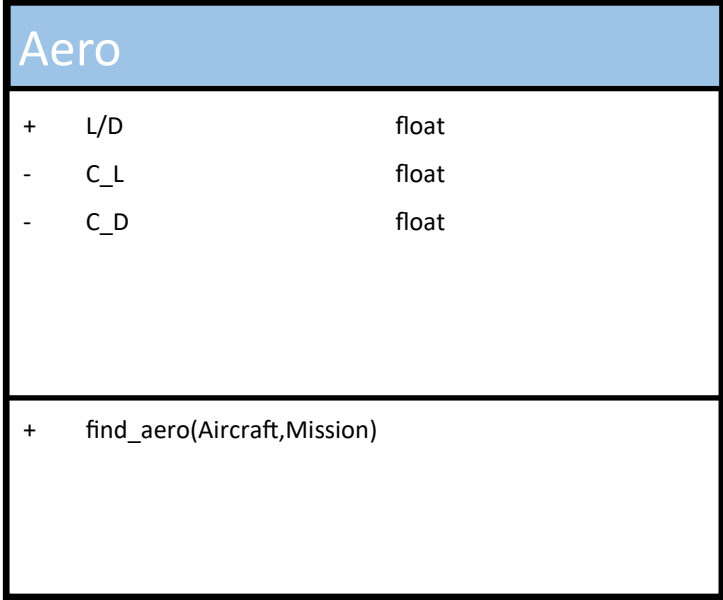 Aero
+ L/D float
- C_L float
- C_D float
+ find_aero(Aircraft,Mission)